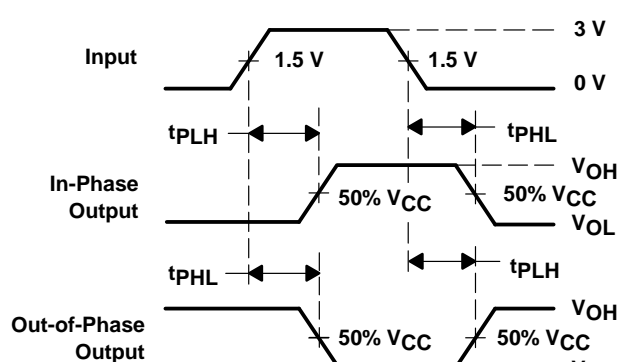 3 V
Input
1.5 V
1.5 V
0 V
tPLH
tPHL
VOH
In-Phase
Output
50% VCC
50% VCC
VOL
tPHL
tPLH
VOH
Out-of-Phase
Output
50% VCC
50% VCC